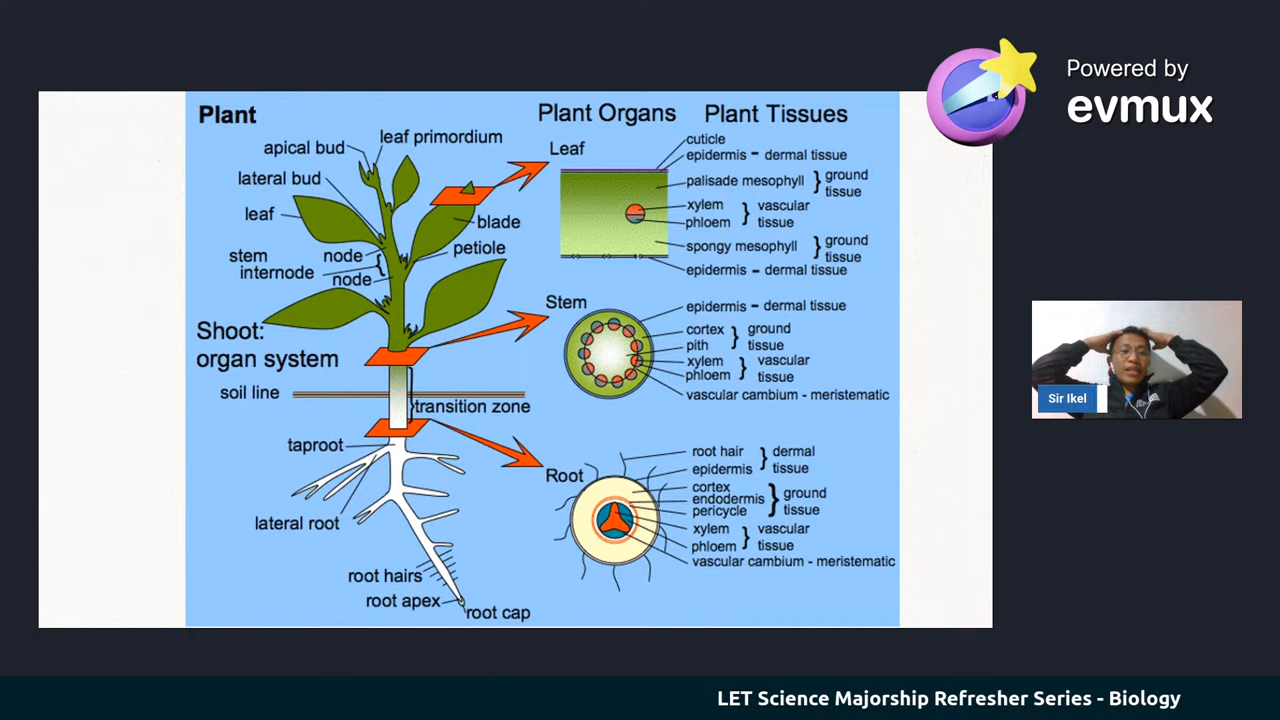 Powered by
evmux
Plant
Plant Organs
Plant Tissues
leaf primordium
apical bud
lateral bud
leaf
blade
petiole
stem
internode
node
node
Shoot:
organ system
soil line
transition zone
taproot
lateral root
root hairs
root apex
root cap
Leaf
cuticle
epidermis - dermal tissue
palisade mesophyll } ground
tissue
xylem
phloem } vascular
tissue
spongy mesophyll } ground
tissue
epidermis - dermal tissue
Stem
epidermis - dermal tissue
cortex
pith } ground
tissue
xylem
phloem } vascular
tissue
vascular cambium - meristematic
Root
root hair
epidermis } dermal
tissue
cortex
endodermis
pericycle } ground
tissue
xylem
phloem } vascular
tissue
vascular cambium - meristematic
Sir Ikel
LET Science Majorship Refresher Series - Biology